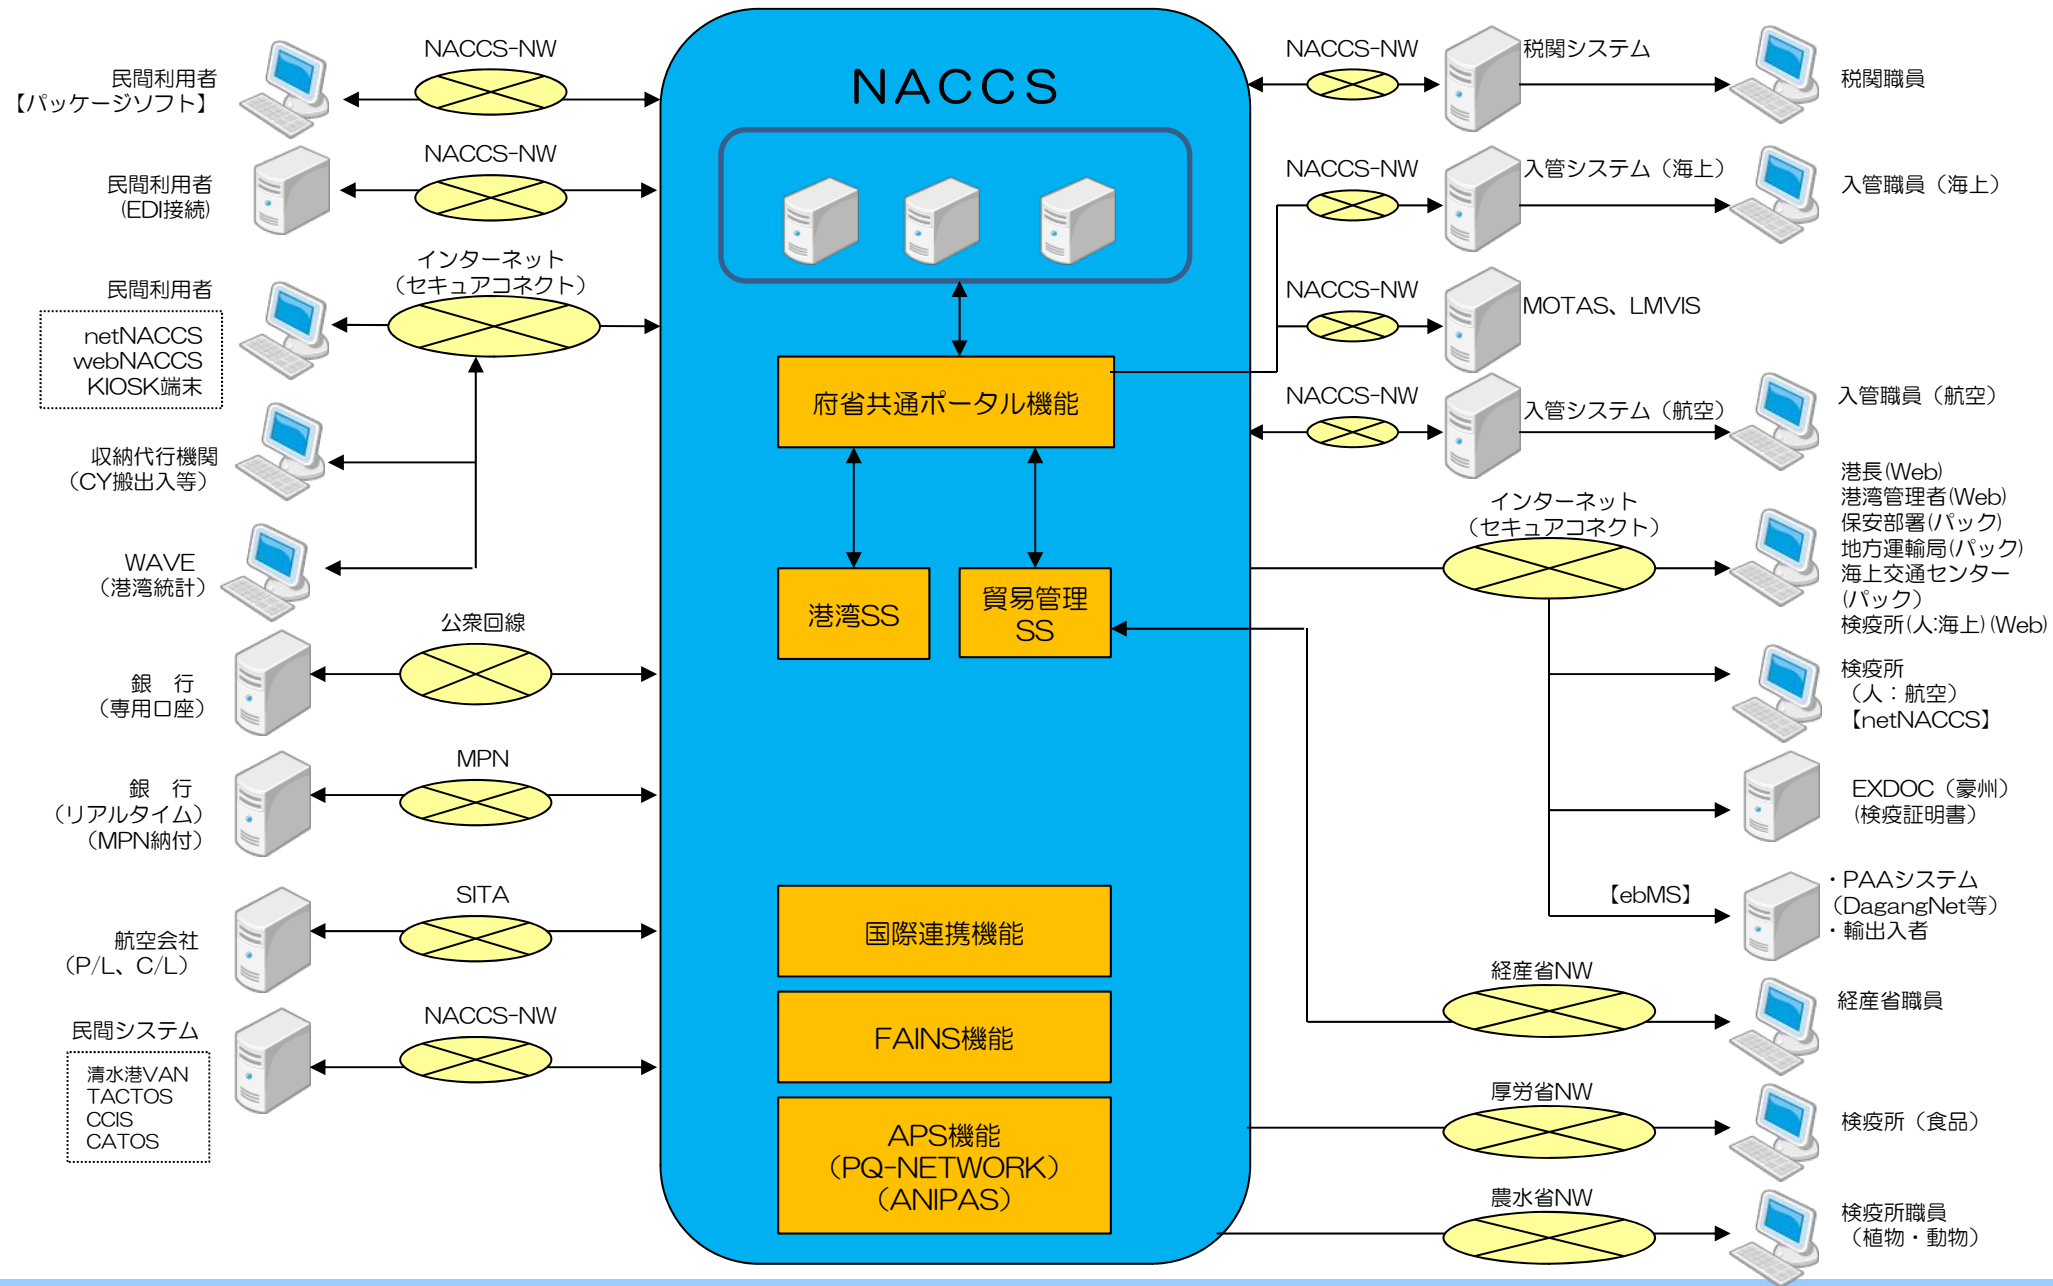 NACCS
民間利用者
【パッケージソフト】
NACCS-NW
民間利用者
(EDI接続)
NACCS-NW
民間利用者
netNACCS
webNACCS
KIOSK端末
インターネット
（セキュアコネクト）
収納代行機関
（CY搬出入等）
WAVE
（港湾統計）
銀　行
（専用口座）
公衆回線
銀　行
（リアルタイム）
（MPN納付）
MPN
航空会社
（P/L、C/L）
SITA
民間システム
清水港VAN
TACTOS
CCIS
CATOS
NACCS-NW
府省共通ポータル機能
港湾SS
貿易管理
SS
国際連携機能
FAINS機能
APS機能
（PQ-NETWORK）
（ANIPAS）
NACCS-NW
税関システム
税関職員
NACCS-NW
入管システム（海上）
入管職員（海上）
NACCS-NW
MOTAS、LMVIS
NACCS-NW
入管システム（航空）
入管職員（航空）
インターネット
（セキュアコネクト）
港長(Web)
港湾管理者(Web)
保安部署(パック)
地方運輸局(パック)
海上交通センター
(パック）
検疫所(人:海上)(Web)
検疫所
（人：航空）
【netNACCS】
EXDOC（豪州）
(検疫証明書）
【ebMS】
・PAAシステム
（DagangNet等）
・輸出入者
経産省NW
経産省職員
厚労省NW
検疫所（食品）
農水省NW
検疫所職員
（植物・動物）